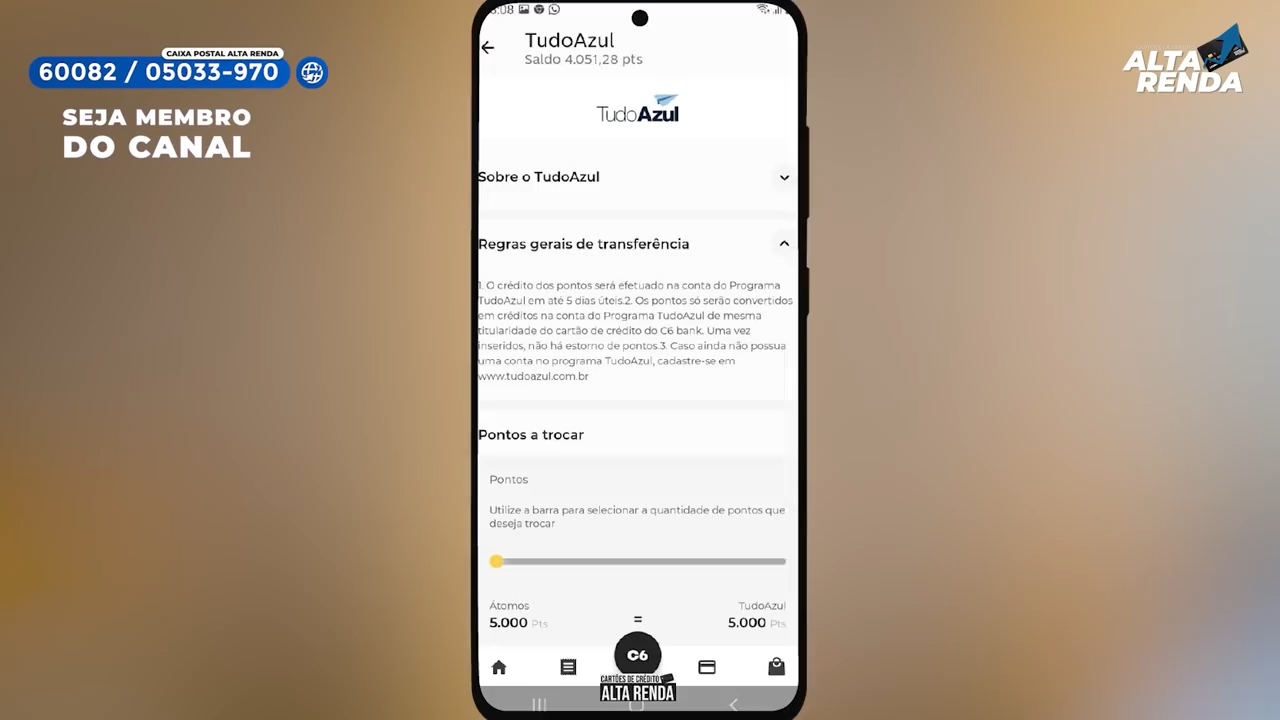 CAIXA POSTAL ALTA RENDA
60082 / 05033-970
SEJA MEMBRO
DO CANAL
ALTA
RENDA
:08
TudoAzul
Saldo 4.051,28 pts
TudoAzul
Sobre o TudoAzul
Regras gerais de transferência
1. O crédito dos pontos será efetuado na conta do Programa
TudoAzul em até 5 dias úteis.2. Os pontos só serão convertidos
em créditos na conta do Programa TudoAzul de mesma
titularidade do cartão de crédito do C6 bank. Uma vez
inseridos, não há estorno de pontos.3. Caso ainda não possua
uma conta no programa TudoAzul, cadastre-se em
www.tudoazul.com.br
Pontos a trocar
Pontos
Utilize a barra para selecionar a quantidade de pontos que
deseja trocar
Átomos
TudoAzul
5.000 Pts
=
5.000 Pts
C6
CARTÕES DE CRÉDITO
ALTA RENDA